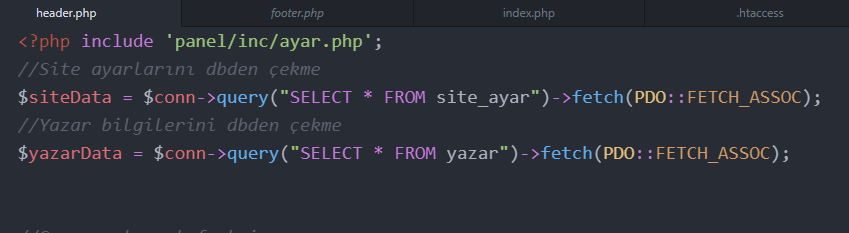 header.php footer.php index.php .htaccess
<?php include 'panel/inc/ayar.php';
//Site ayarlarını dbden çekme
$siteData = $conn->query("SELECT * FROM site_ayar")->fetch(PDO::FETCH_ASSOC);
//Yazar bilgilerini dbden çekme
$yazarData = $conn->query("SELECT * FROM yazar")->fetch(PDO::FETCH_ASSOC);